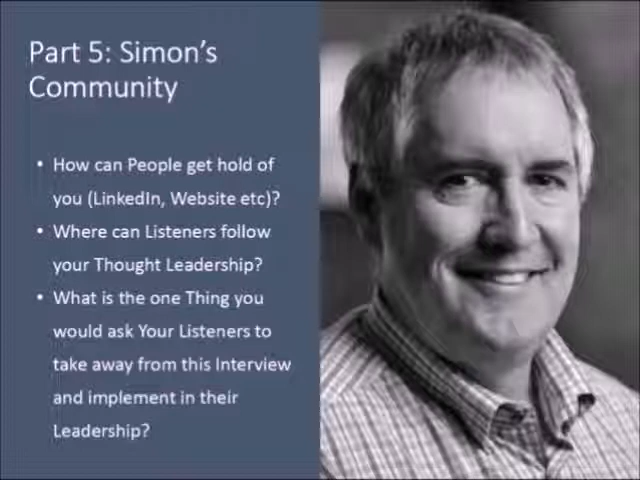 Part 5: Simon's
Community
• How can People get hold of
you (LinkedIn, Website etc)?
• Where can Listeners follow
your Thought Leadership?
• What is the one Thing you
would ask Your Listeners to
take away from this Interview
and implement in their
Leadership?